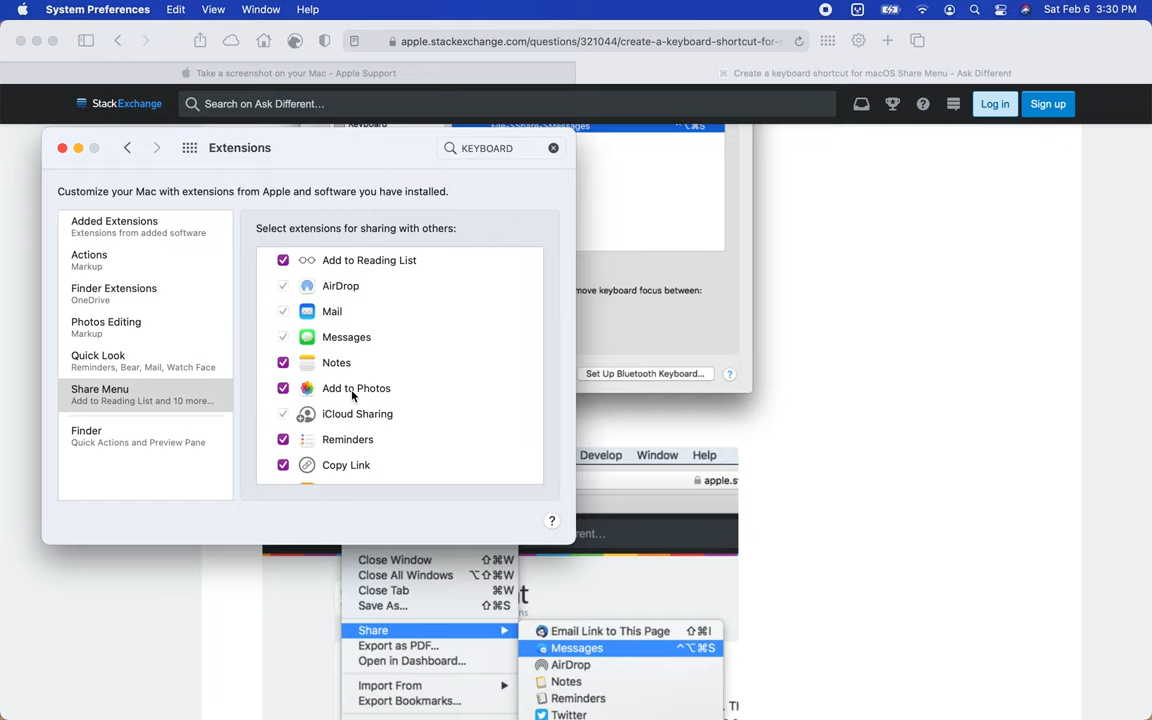 System Preferences Edit View Window Help Sat Feb 6 3:30 PM
apple.stackexchange.com/questions/321044/create-a-keyboard-shortcut-for-
Take a screenshot on your Mac - Apple Support
Create a keyboard shortcut for macOS Share Menu - Ask Different
StackExchange
Search on Ask Different...
Log in
Sign up
Extensions
KEYBOARD
Customize your Mac with extensions from Apple and software you have installed.
Added Extensions
Extensions from added software
Actions
Markup
Finder Extensions
OneDrive
Photos Editing
Markup
Quick Look
Reminders, Bear, Mail, Watch Face
Share Menu
Add to Reading List and 10 more...
Finder
Quick Actions and Preview Pane
Select extensions for sharing with others:
Add to Reading List
AirDrop
Mail
Messages
Notes
Add to Photos
iCloud Sharing
Reminders
Copy Link
?
^⌥⌘S
move keyboard focus between:
Set Up Bluetooth Keyboard... ?
Develop Window Help
apple.s
rent...
Close Window ⇧⌘W
Close All Windows ⌥⇧⌘W
Close Tab ⌘W
Save As... ⇧⌘S
Share
Export as PDF...
Open in Dashboard...
Import From
Export Bookmarks...
Email Link to This Page ⇧⌘I
Messages ^⌥⌘S
AirDrop
Notes
Reminders
Twitter